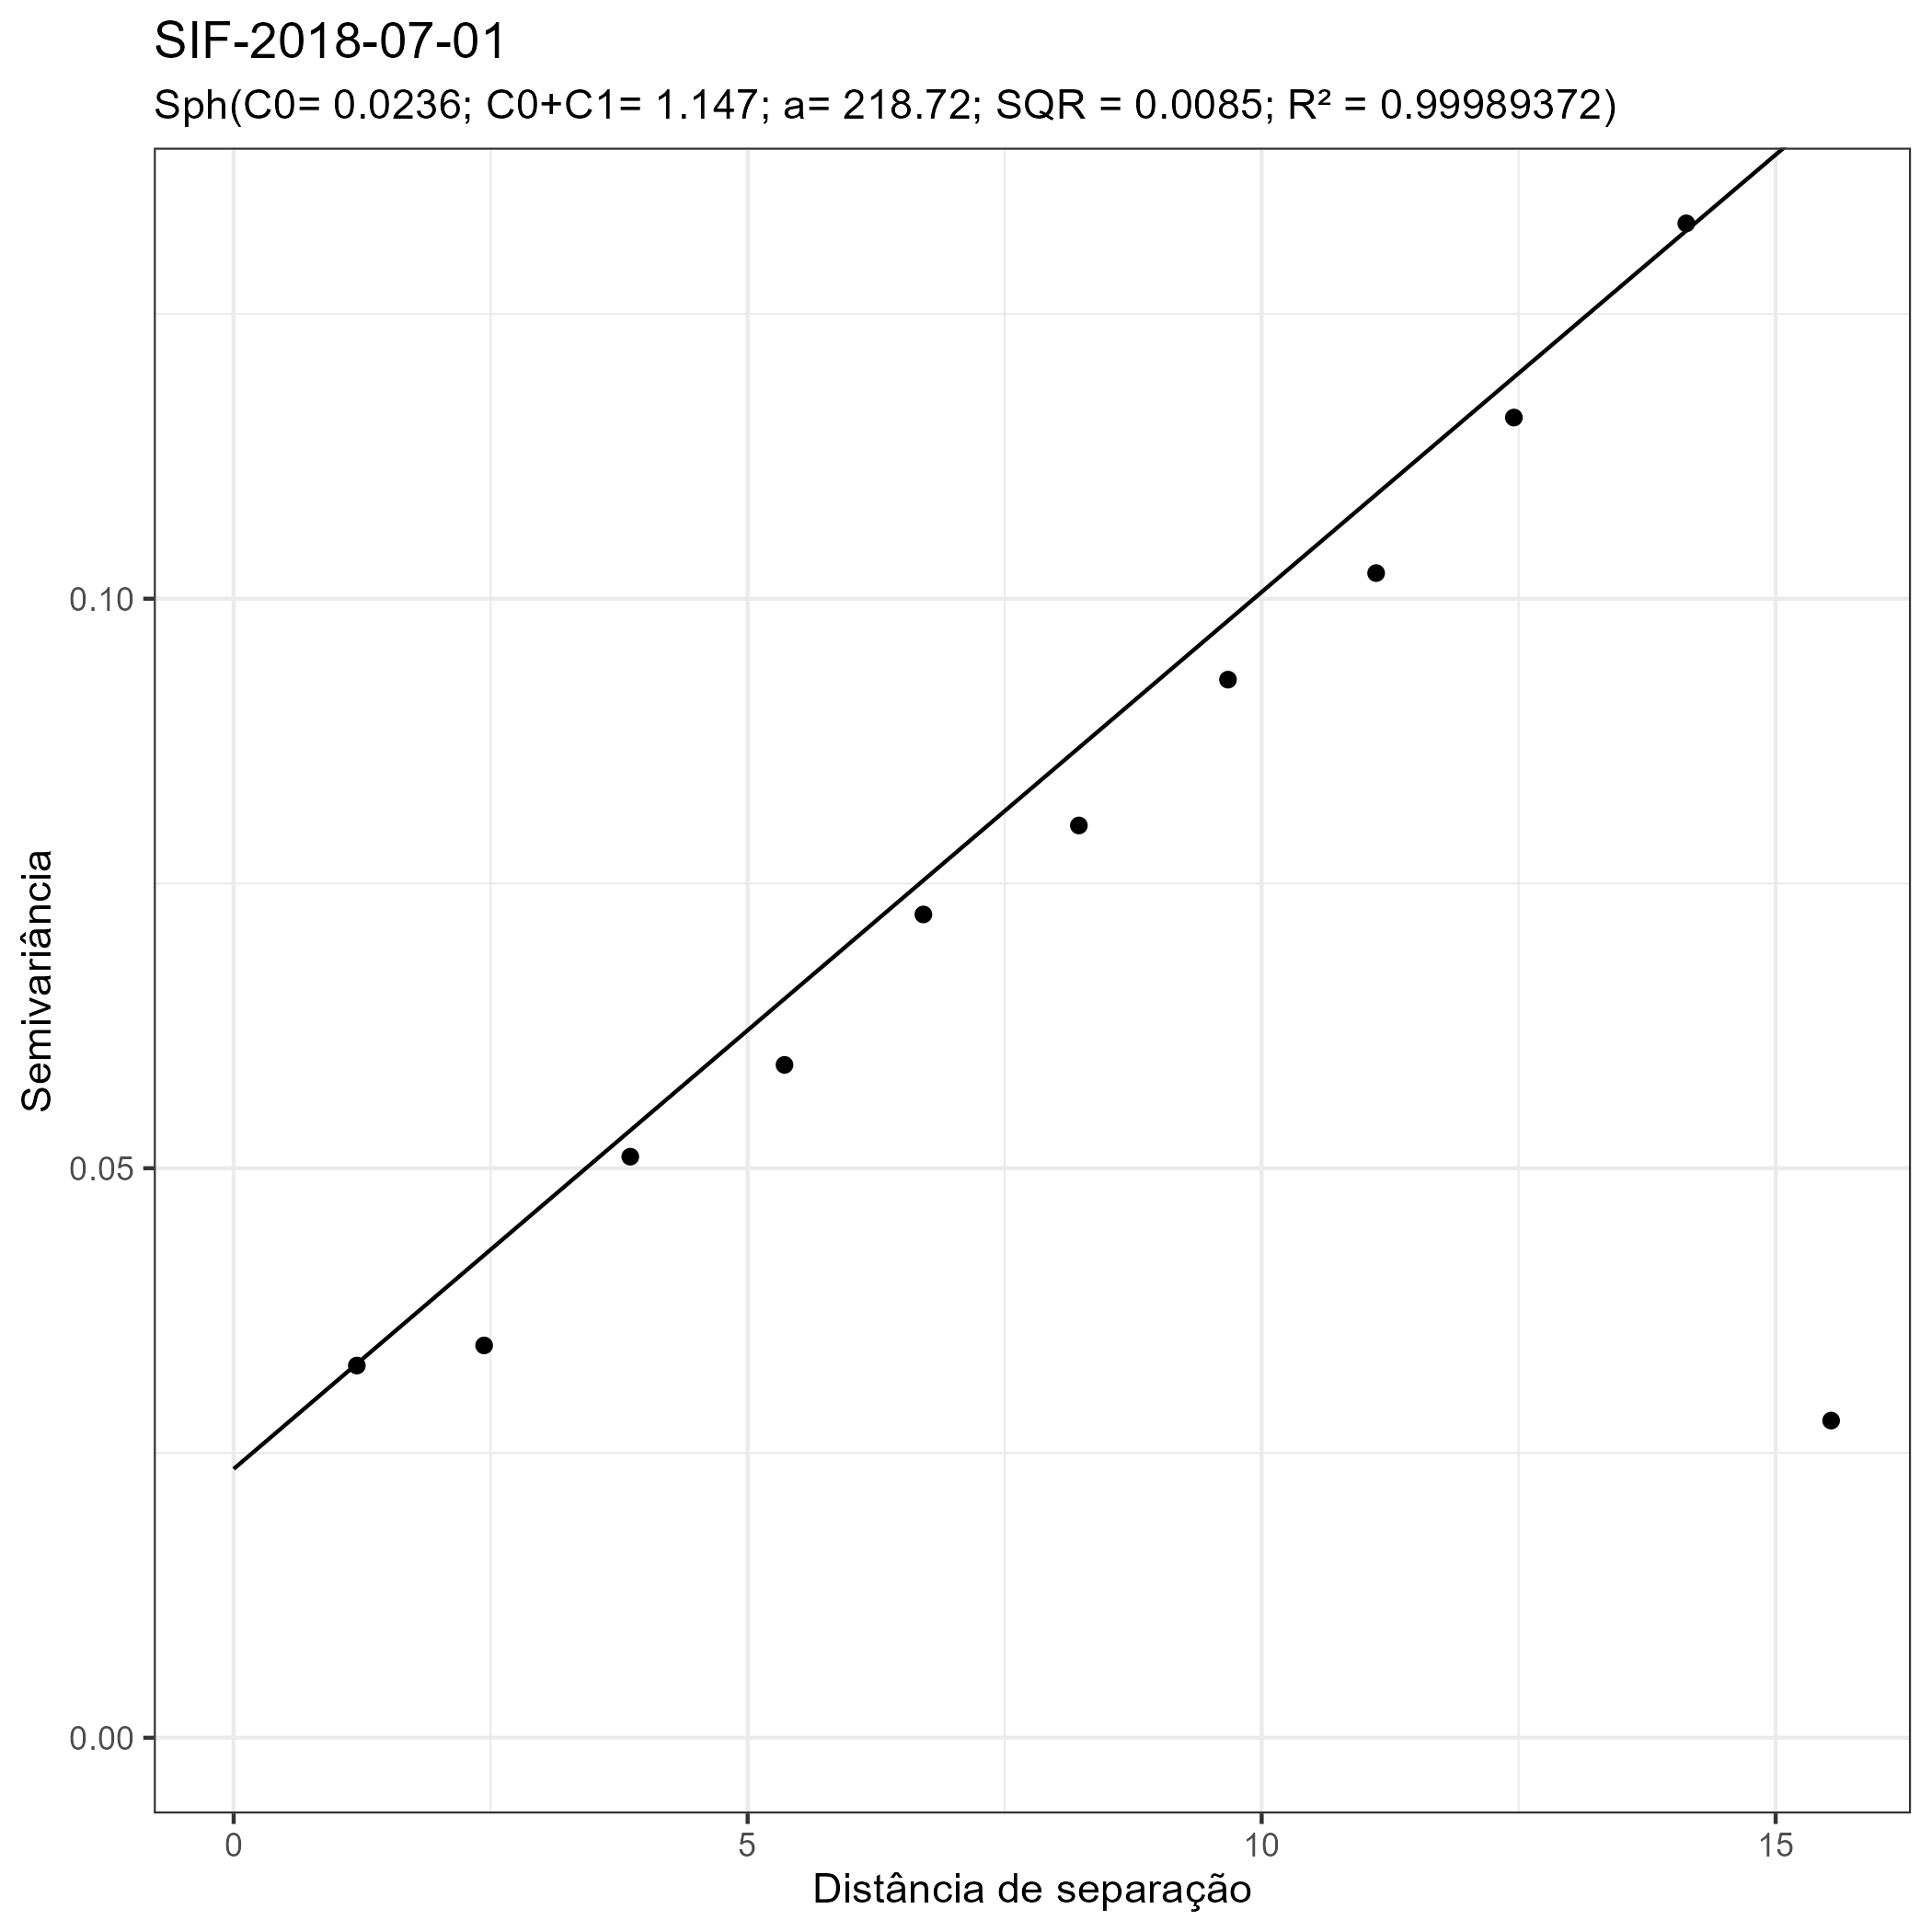 SIF-2018-07-01
Sph(C0= 0.0236; C0+C1= 1.147; a= 218.72; SQR = 0.0085; R² = 0.99989372)
Semivariância
0.10
0.05
0.00
0
5
10
15
Distância de separação